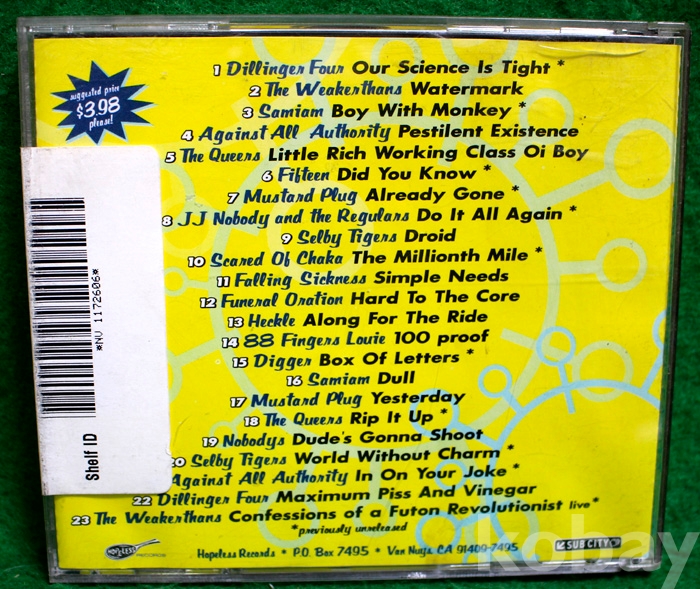 suggested price
$3.98
please!
1 Dillinger Four Our Science Is Tight *
2 The Weakerthans Watermark
3 Samiam Boy With Monkey *
4 Against All Authority Pestilent Existence
5 The Queers Little Rich Working Class Oi Boy
6 Fifteen Did You Know *
7 Mustard Plug Already Gone *
8 JJ Nobody and the Regulars Do It All Again *
9 Selby Tigers Droid
10 Scared Of Chaka The Millionth Mile *
11 Falling Sickness Simple Needs
12 Funeral Oration Hard To The Core
13 Heckle Along For The Ride
14 88 Fingers Louie 100 proof
15 Digger Box Of Letters *
16 Samiam Dull
17 Mustard Plug Yesterday
18 The Queers Rip It Up *
19 Nobodys Dude's Gonna Shoot
20 Selby Tigers World Without Charm *
Against All Authority In On Your Joke *
22 Dillinger Four Maximum Piss And Vinegar
23 The Weakerthans Confessions of a Futon Revolutionist live *
*previously unreleased
Hopeless Records * P.O. Box 7495 * Van Nuys, CA 91409-7495
HOPELESS RECORDS
SUB CITY
*NU 1172606*
Shelf ID
kobay